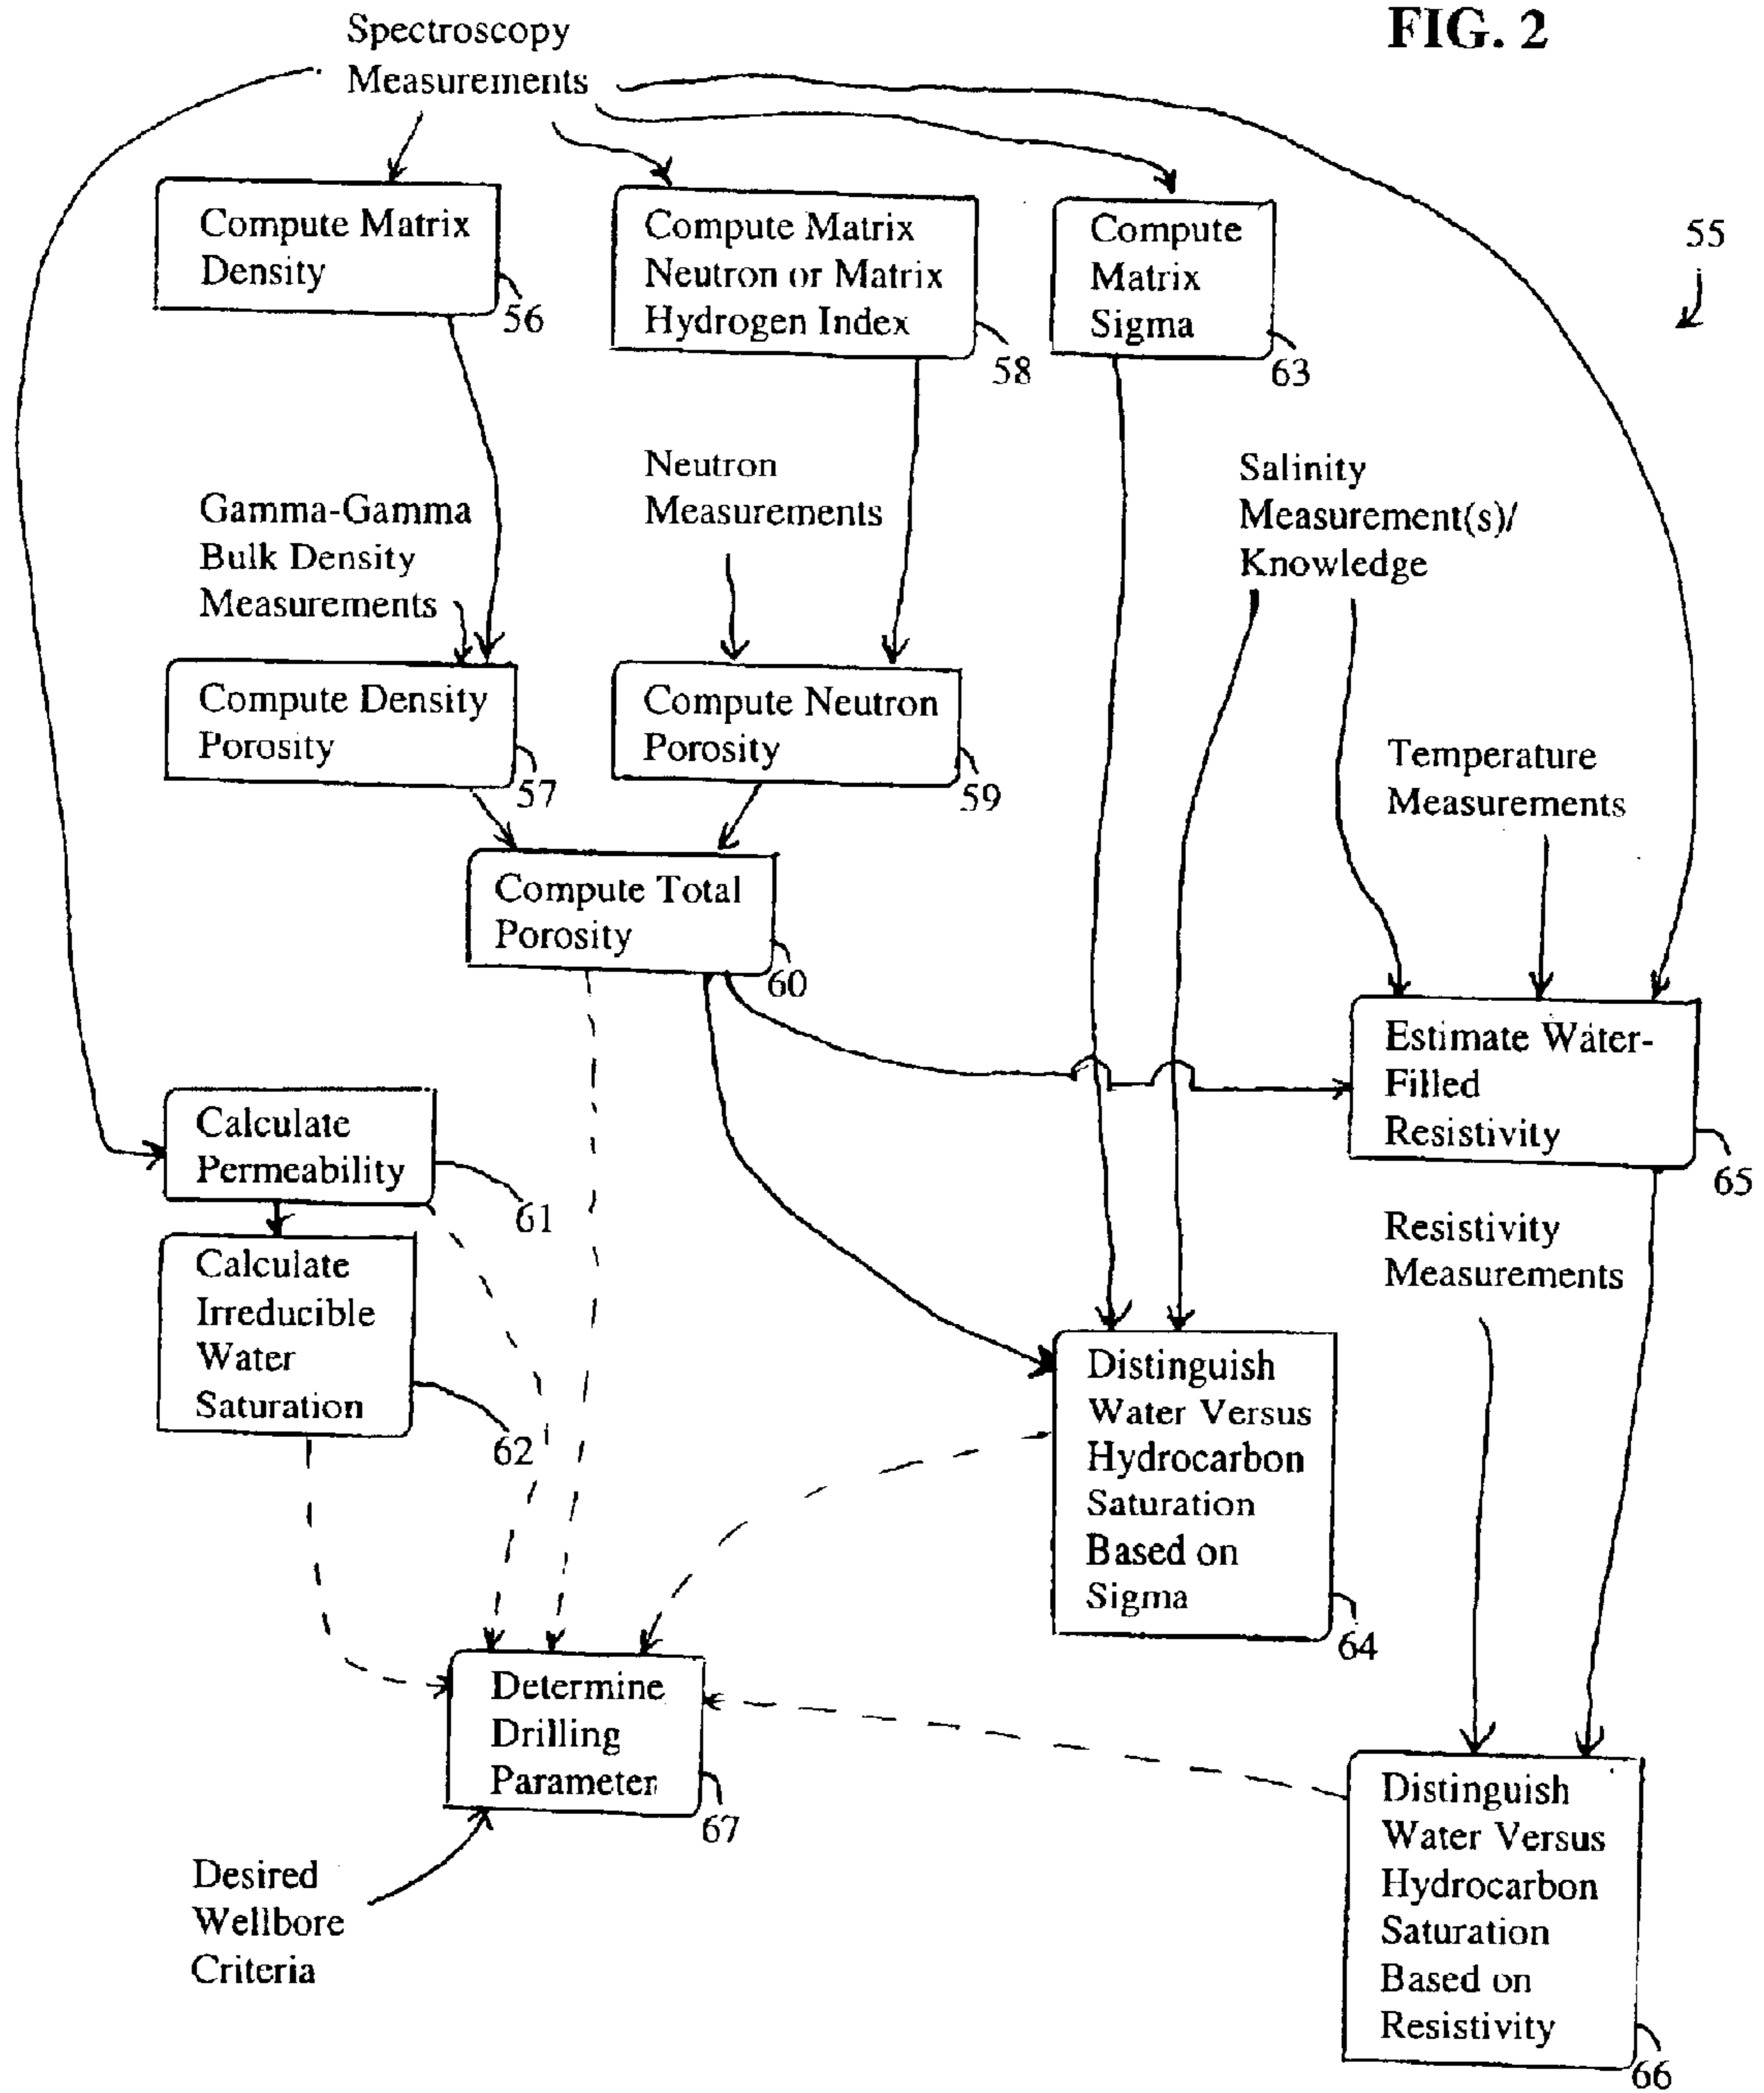 FIG. 2
Spectroscopy
Measurements
55
Compute Matrix
Density
56
Compute Matrix
Neutron or Matrix
Hydrogen Index
58
Compute
Matrix
Sigma
63
Gamma-Gamma
Bulk Density
Measurements
Neutron
Measurements
Salinity
Measurement(s)/
Knowledge
Compute Density
Porosity
57
Compute Neutron
Porosity
59
Temperature
Measurements
Compute Total
Porosity
60
Estimate Water-
Filled
Resistivity
65
Calculate
Permeability
61
Calculate
Irreducible
Water
Saturation
62
Resistivity
Measurements
Distinguish
Water Versus
Hydrocarbon
Saturation
Based on
Sigma
64
Determine
Drilling
Parameter
67
Desired
Wellbore
Criteria
Distinguish
Water Versus
Hydrocarbon
Saturation
Based on
Resistivity
66